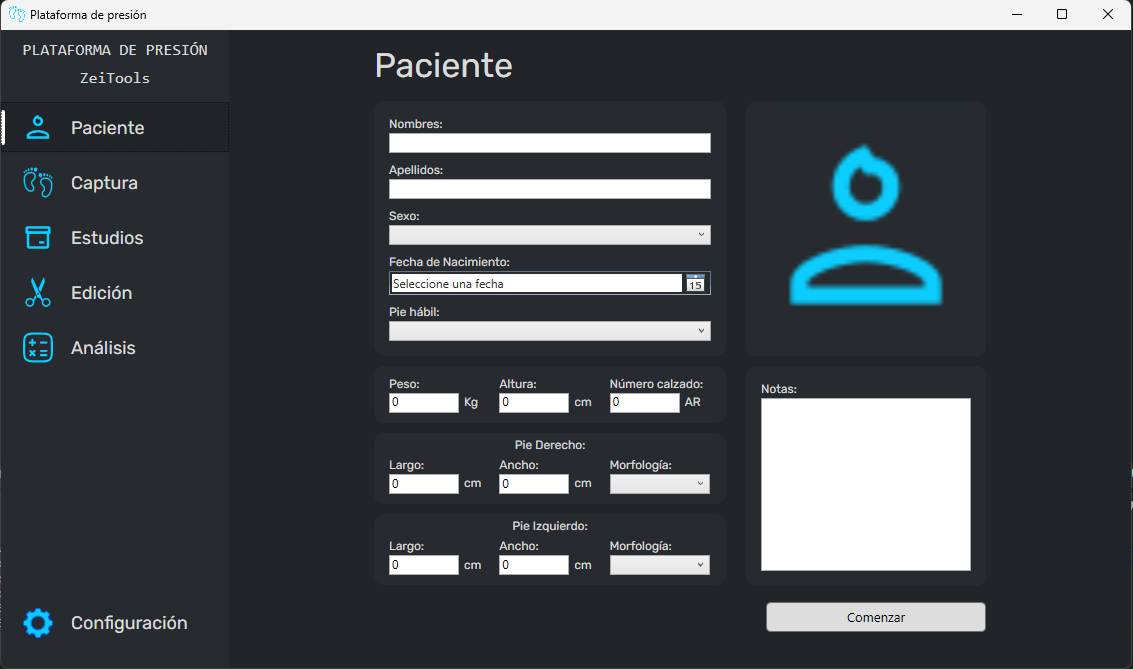 Plataforma de presión
PLATAFORMA DE PRESIÓN
ZeiTools
Paciente
Captura
Estudios
Edición
Análisis
Configuración
Paciente
Nombres:
Apellidos:
Sexo:
Fecha de Nacimiento:
Seleccione una fecha 15
Pie hábil:
Peso: Altura: Número calzado:
0 Kg 0 cm 0 AR
Pie Derecho:
Largo: Ancho: Morfología:
0 cm 0 cm
Pie Izquierdo:
Largo: Ancho: Morfología:
0 cm 0 cm
Notas:
Comenzar